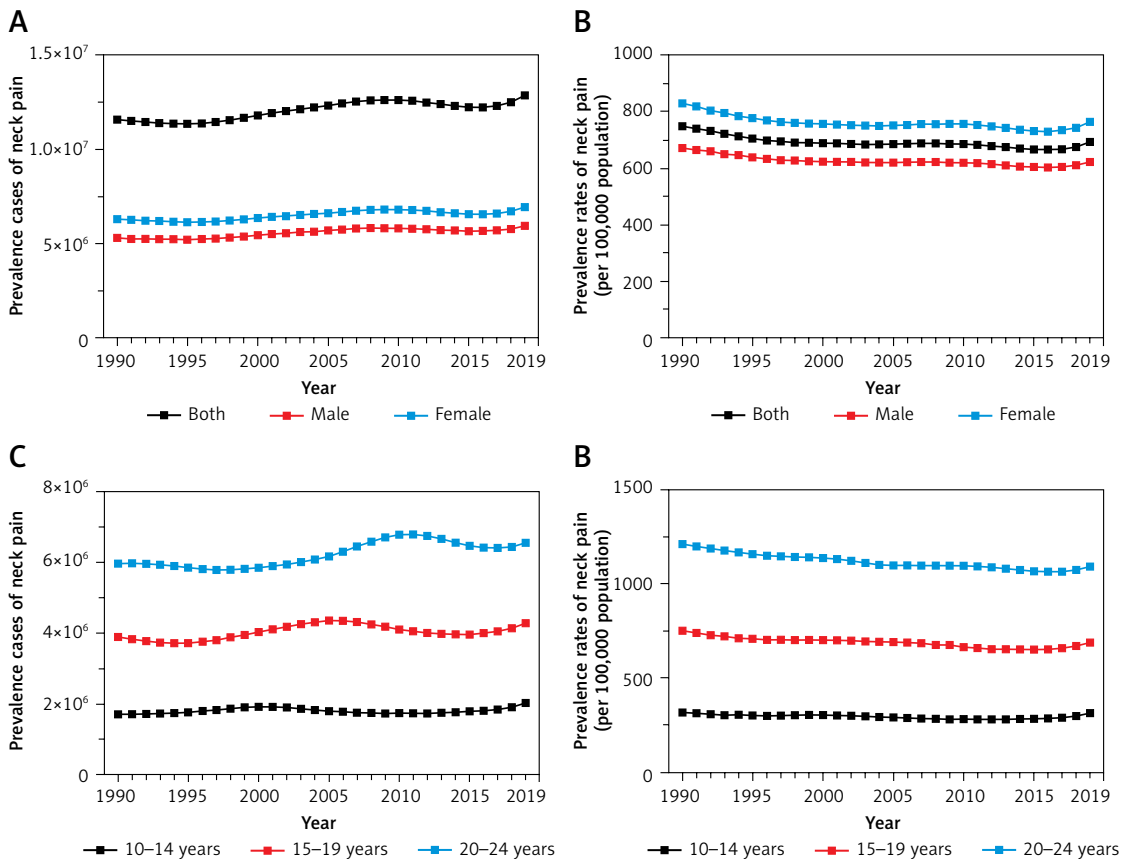 A
Prevalence cases of neck pain
1.5×10⁷
1.0×10⁷
5×10⁶
0
1990 1995 2000 2005 2010 2015 2019
Year
Both Male Female
B
Prevalence rates of neck pain
(per 100,000 population)
1000
800
600
400
200
0
1990 1995 2000 2005 2010 2015 2019
Year
Both Male Female
C
Prevalence cases of neck pain
8×10⁶
6×10⁶
4×10⁶
2×10⁶
0
1990 1995 2000 2005 2010 2015 2019
Year
10–14 years 15–19 years 20–24 years
B
Prevalence rates of neck pain
(per 100,000 population)
1500
1000
500
0
1990 1995 2000 2005 2010 2015 2019
Year
10–14 years 15–19 years 20–24 years